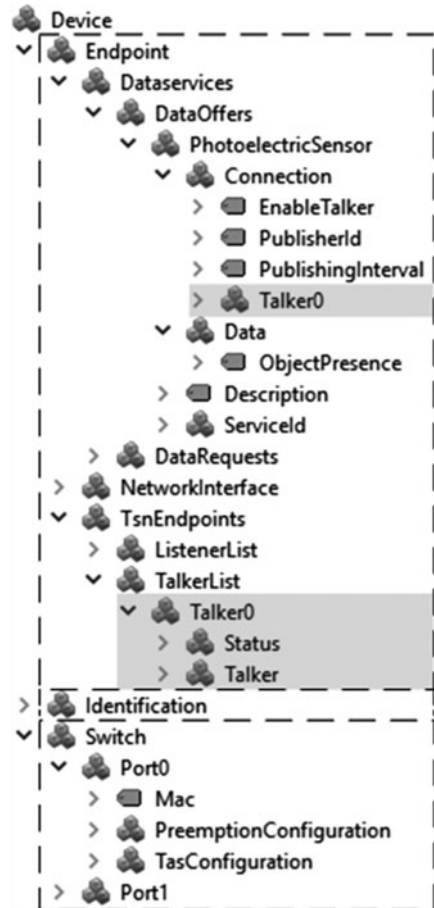 Device
Endpoint
Dataservices
DataOffers
PhotoelectricSensor
Connection
EnableTalker
PublisherId
PublishingInterval
Talker0
Data
ObjectPresence
Description
ServiceId
DataRequests
NetworkInterface
TsnEndpoints
ListenerList
TalkerList
Talker0
Status
Talker
Identification
Switch
Port0
Mac
PreemptionConfiguration
TasConfiguration
Port1